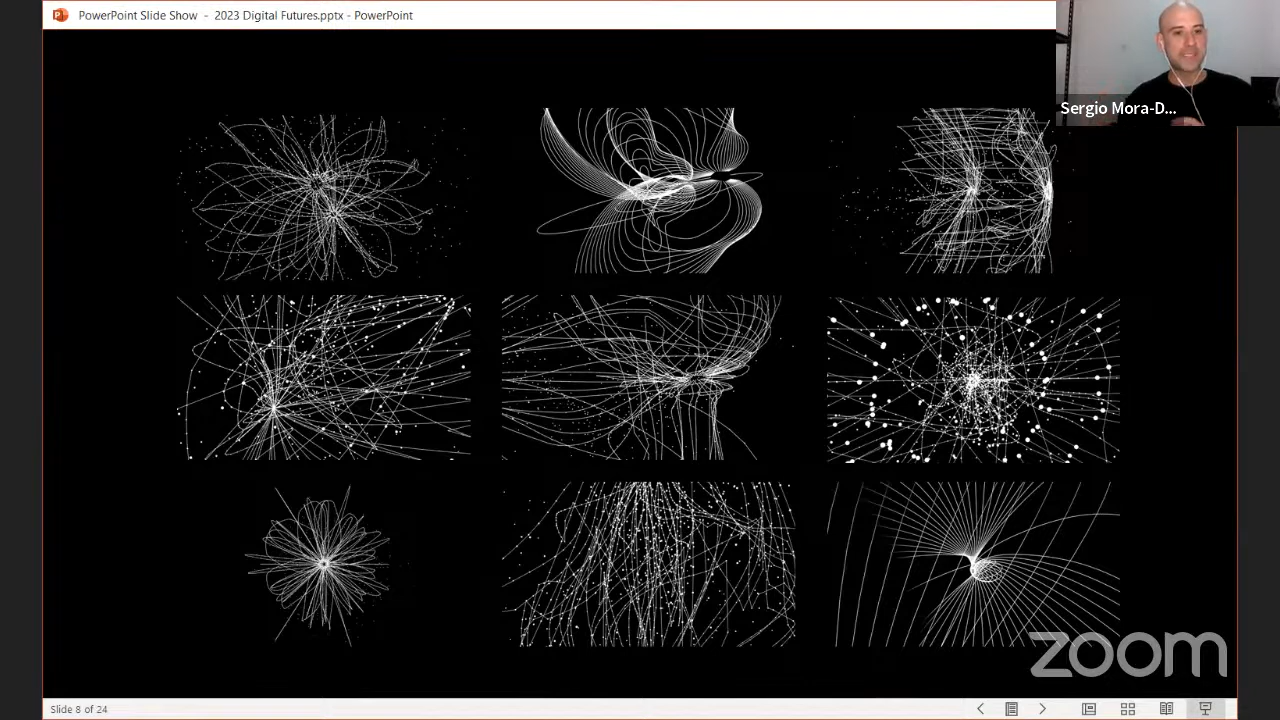 PowerPoint Slide Show - 2023 Digital Futures.pptx - PowerPoint
Sergio Mora-D...
zoom
Slide 8 of 24